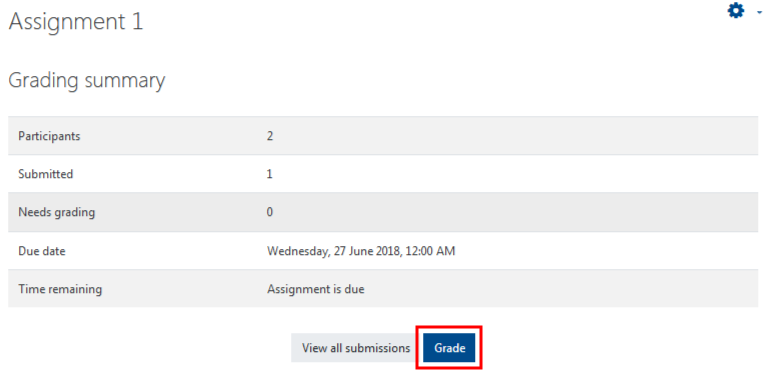 Assignment 1
Grading summary
Participants 2
Submitted 1
Needs grading 0
Due date Wednesday, 27 June 2018, 12:00 AM
Time remaining Assignment is due
View all submissions Grade